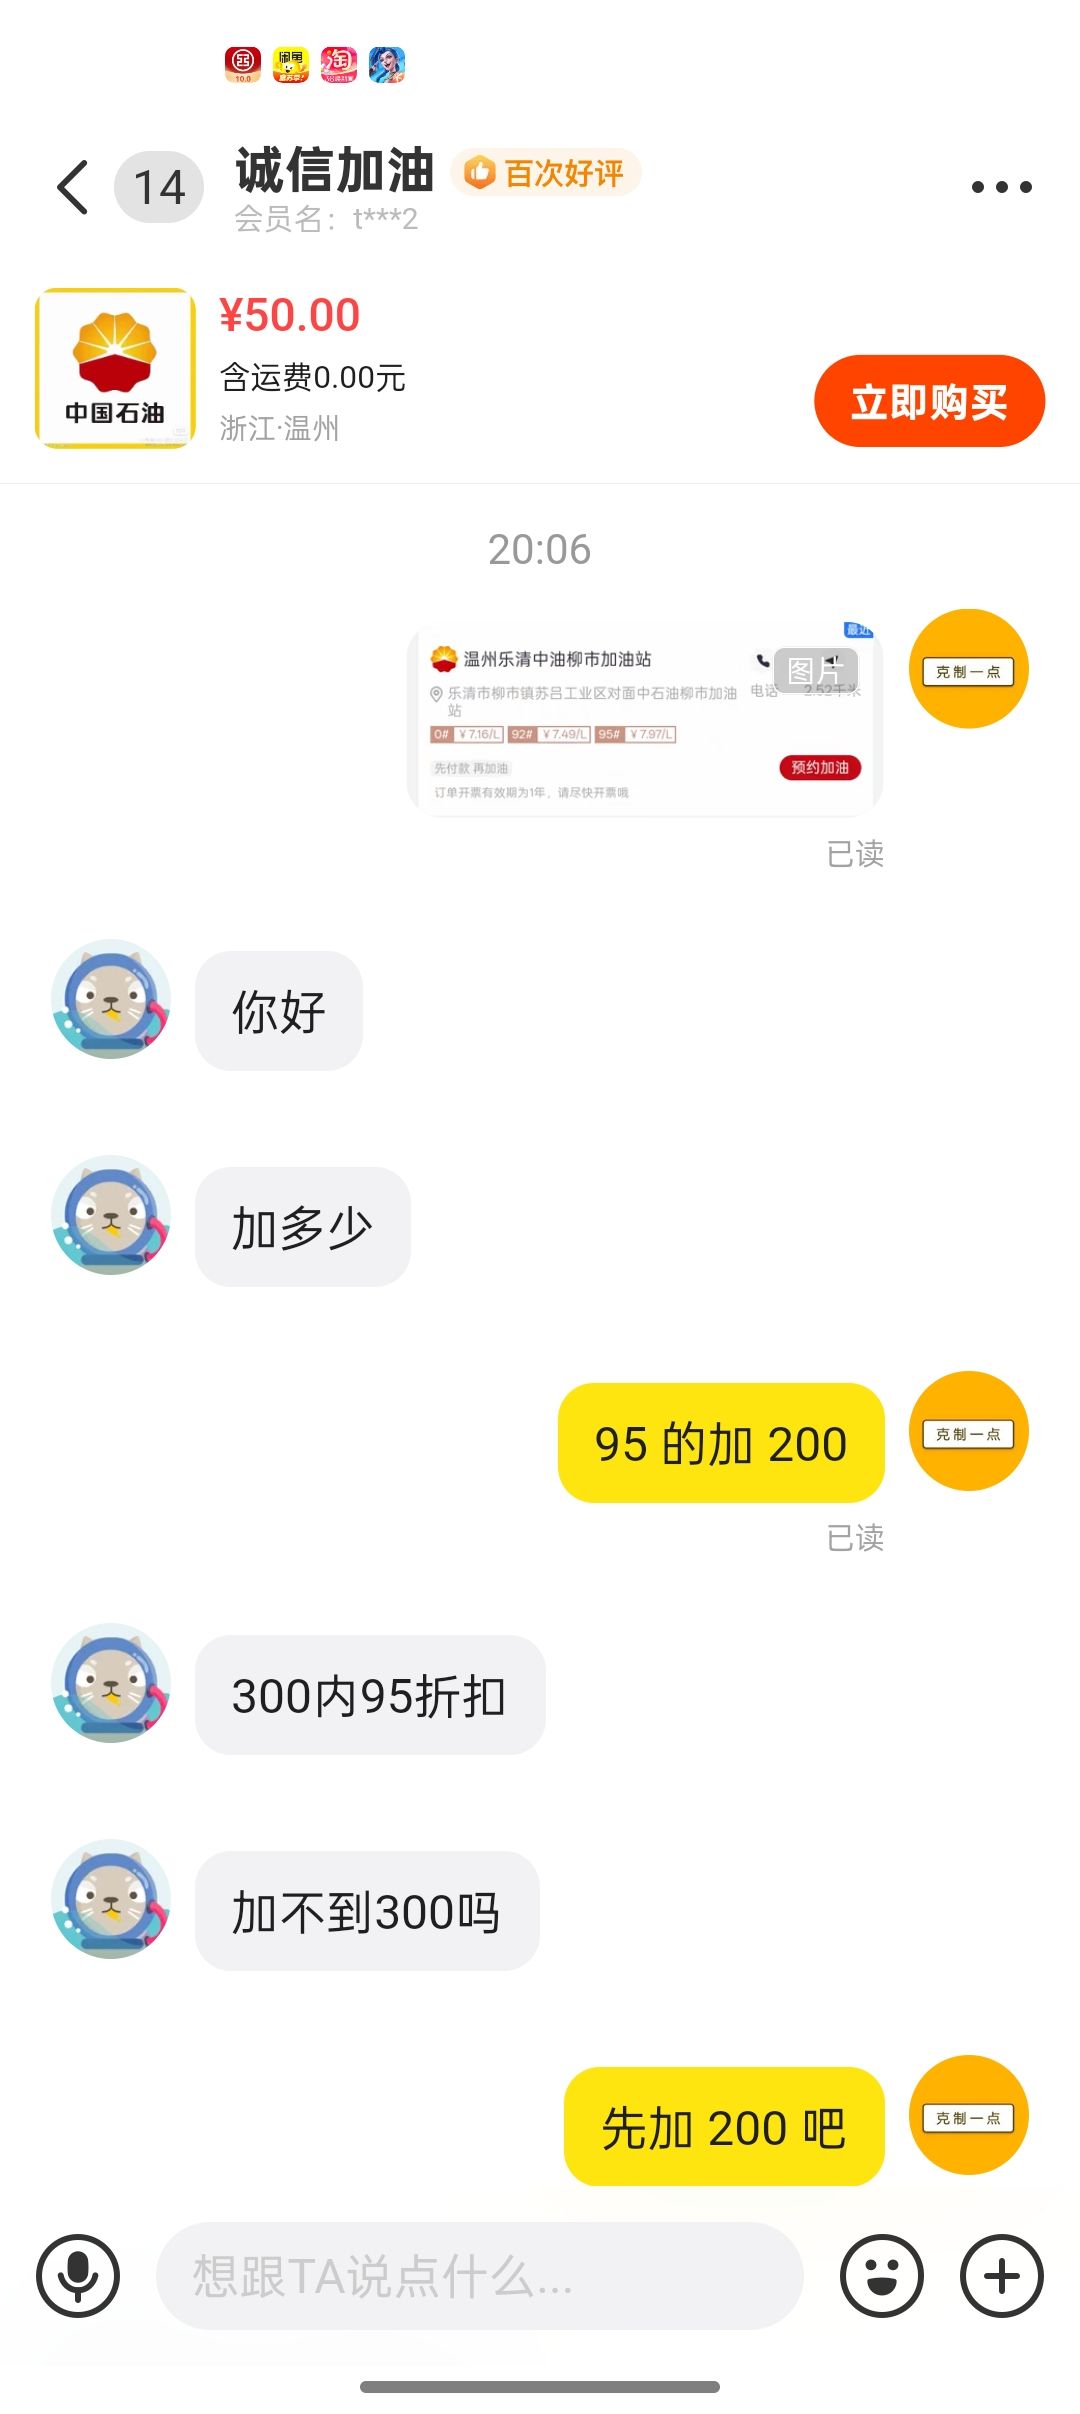 10.0
闲鱼
淘
14
诚信加油
百次好评
会员名：t***2
¥50.00
含运费0.00元
中国石油
浙江·温州
立即购买
20:06
最近
温州乐清中油柳市加油站
图片
乐清市柳市镇苏吕工业区对面中石油柳市加油站
电话
2.52千米
0# ￥7.16/L 92# ￥7.49/L 95# ￥7.97/L
先付款 再加油
预约加油
订单开票有效期为1年，请尽快开票哦
克制一点
已读
你好
加多少
95 的加 200
克制一点
已读
300内95折扣
加不到300吗
先加 200 吧
克制一点
想跟TA说点什么...